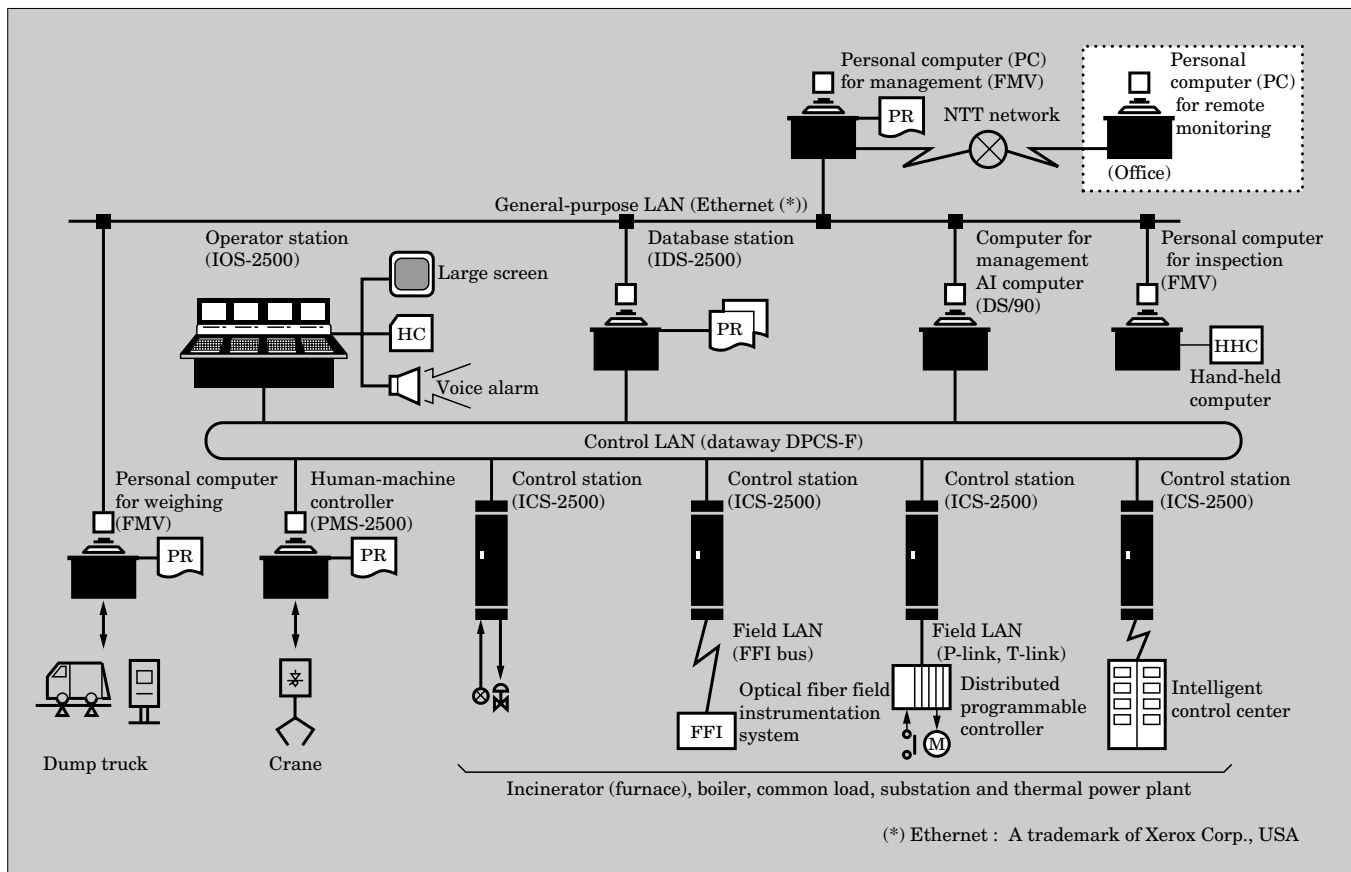 Personal computer (PC)
for management (FMV)
PR
NTT network
Personal
computer (PC)
for remote
monitoring
(Office)
General-purpose LAN (Ethernet (*))
Operator station
(IOS-2500)
Large screen
HC
Voice alarm
Database station
(IDS-2500)
PR
Computer for
management
AI computer
(DS/90)
Personal computer
for inspection
(FMV)
HHC
Hand-held
computer
Control LAN (dataway DPCS-F)
Personal computer
for weighing
(FMV)
PR
Human-machine
controller
(PMS-2500)
PR
Control station
(ICS-2500)
Control station
(ICS-2500)
Control station
(ICS-2500)
Control station
(ICS-2500)
Field LAN
(FFI bus)
Optical fiber field
instrumentation
system
FFI
Field LAN
(P-link, T-link)
Distributed
programmable
controller
M
Intelligent
control center
Dump truck
Crane
Incinerator (furnace), boiler, common load, substation and thermal power plant
(*) Ethernet : A trademark of Xerox Corp., USA